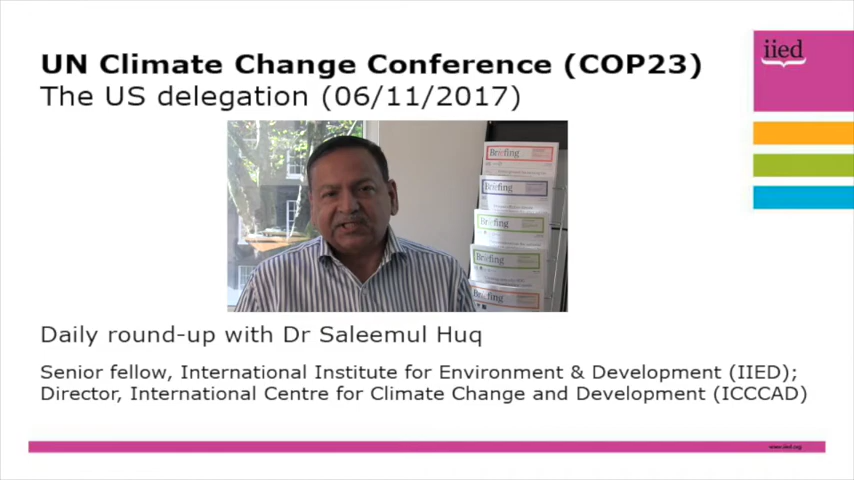 UN Climate Change Conference (COP23)
The US delegation (06/11/2017)
iied
Briefing
Briefing
Briefing
Briefing
Briefing
Daily round-up with Dr Saleemul Huq
Senior fellow, International Institute for Environment & Development (IIED);
Director, International Centre for Climate Change and Development (ICCCAD)
www.iied.org